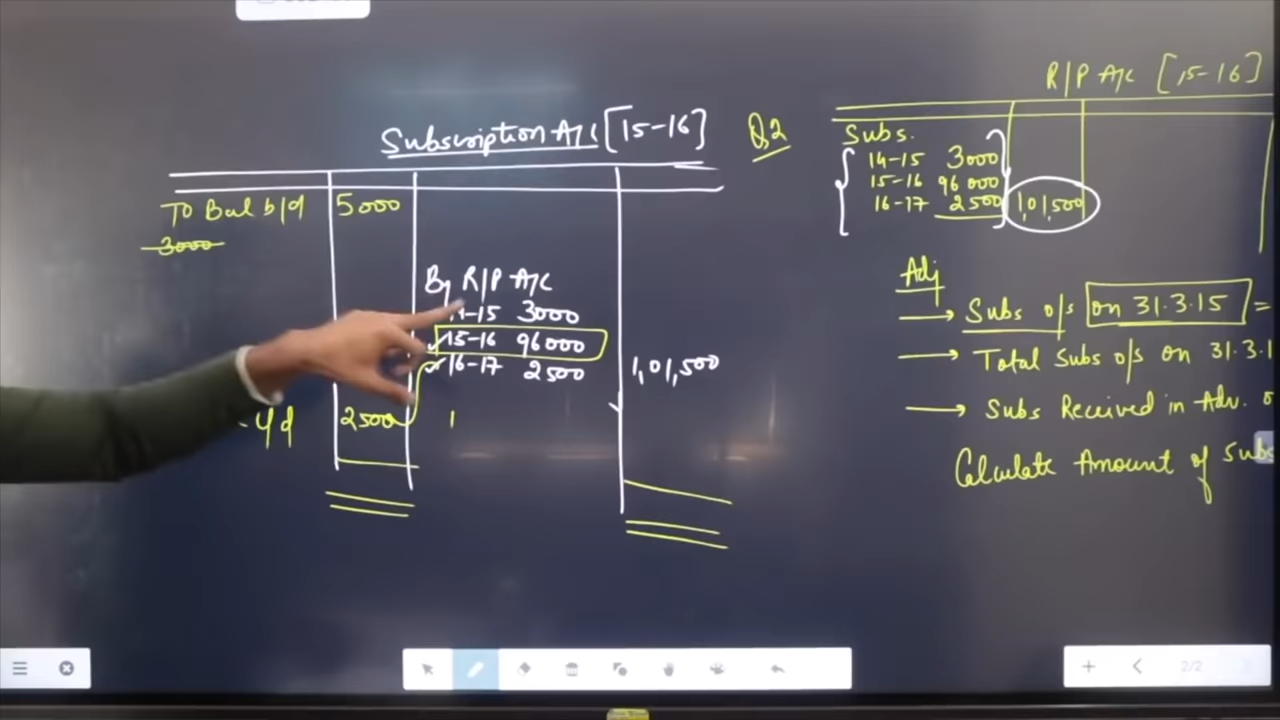 Subscription A/C [15-16]
To Bal b/d 5000
3000
By R/P A/C
-15 3000
15-16 96000
16-17 2500
1,01,500
2500
Q2
R/P A/C [15-16]
Subs.
14-15 3000
15-16 96000
16-17 2500
1,01,500
Adj
→ Subs o/s on 31.3.15 =
→ Total Subs o/s on 31.3.1
→ Subs Received in Adv. o
Calculate Amount of Subs
2/2